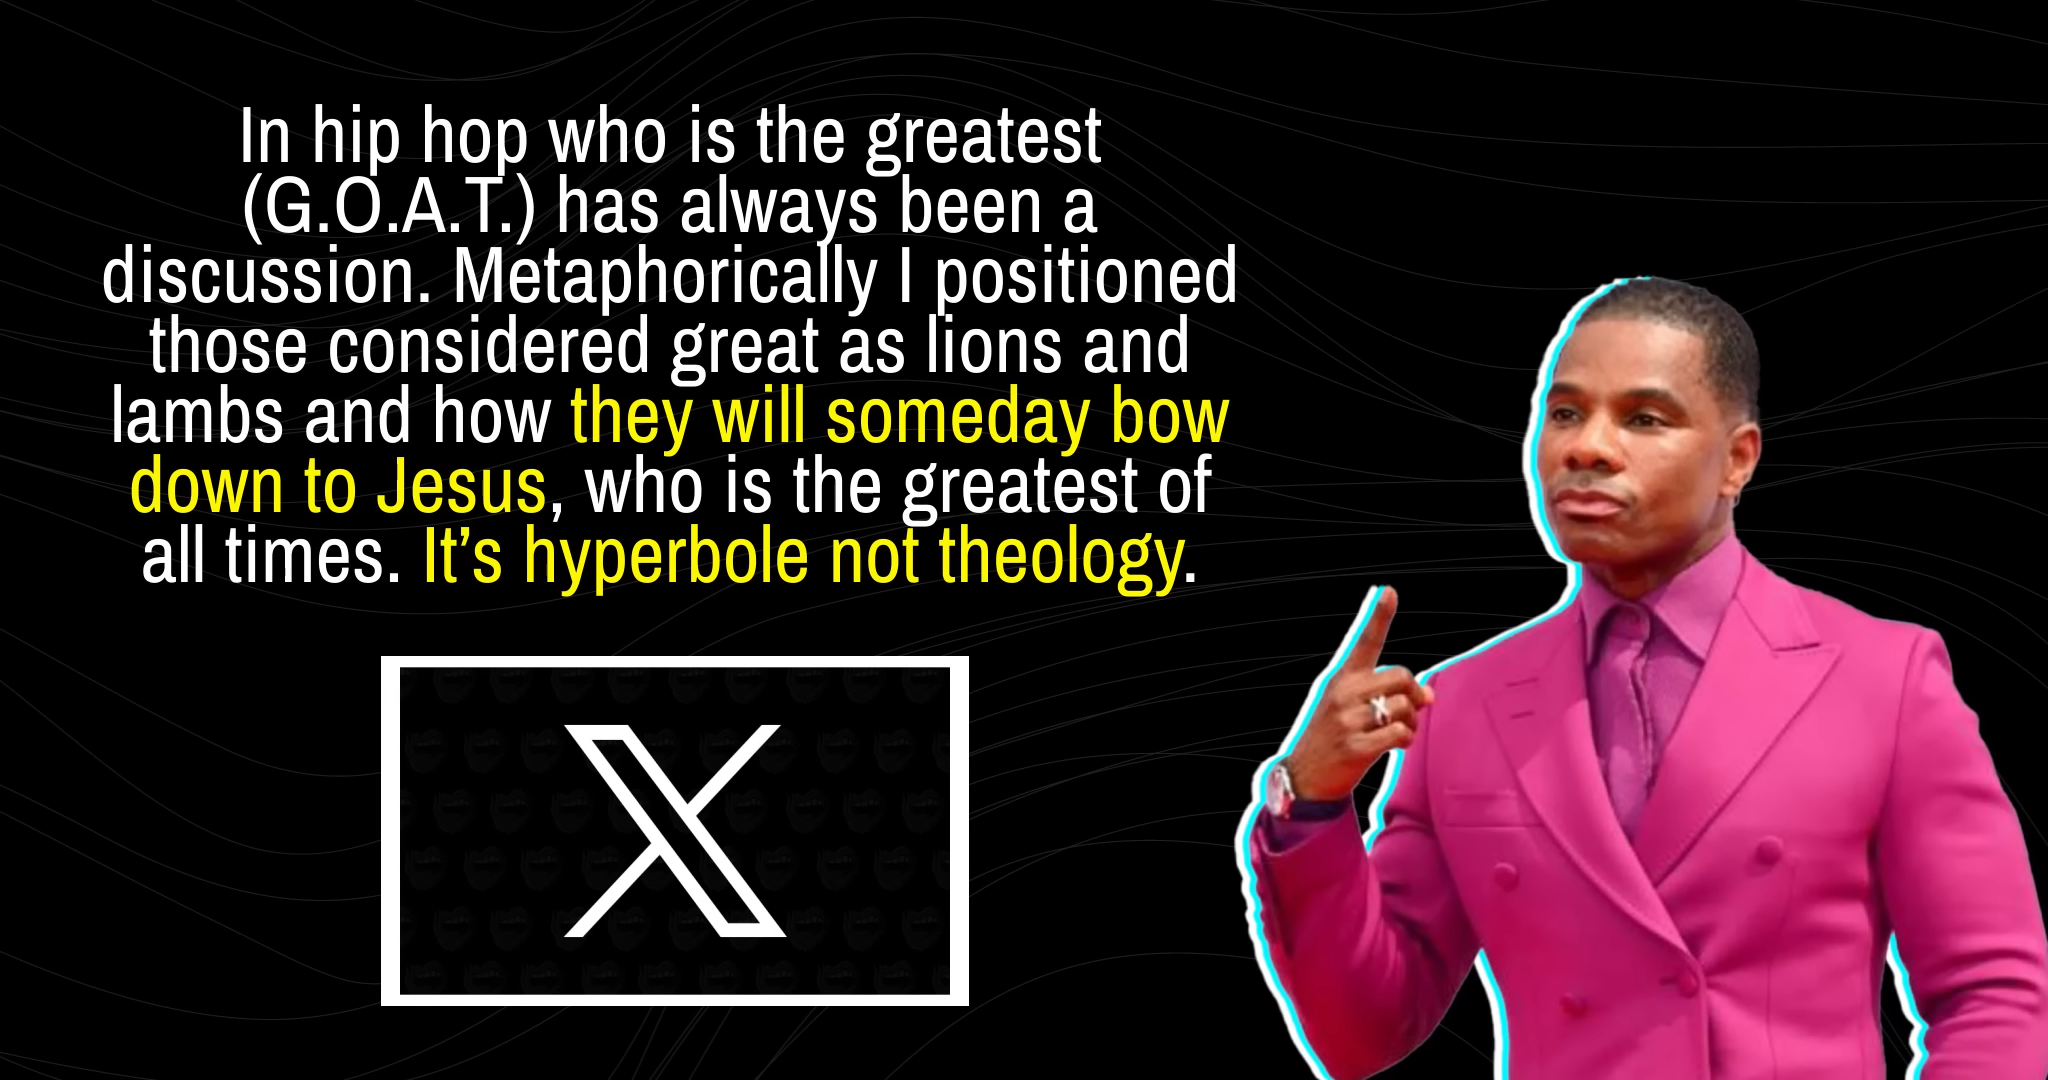 In hip hop who is the greatest
(G.O.A.T.) has always been a
discussion. Metaphorically I positioned
those considered great as lions and
lambs and how they will someday bow
down to Jesus, who is the greatest of
all times. It’s hyperbole not theology.
X